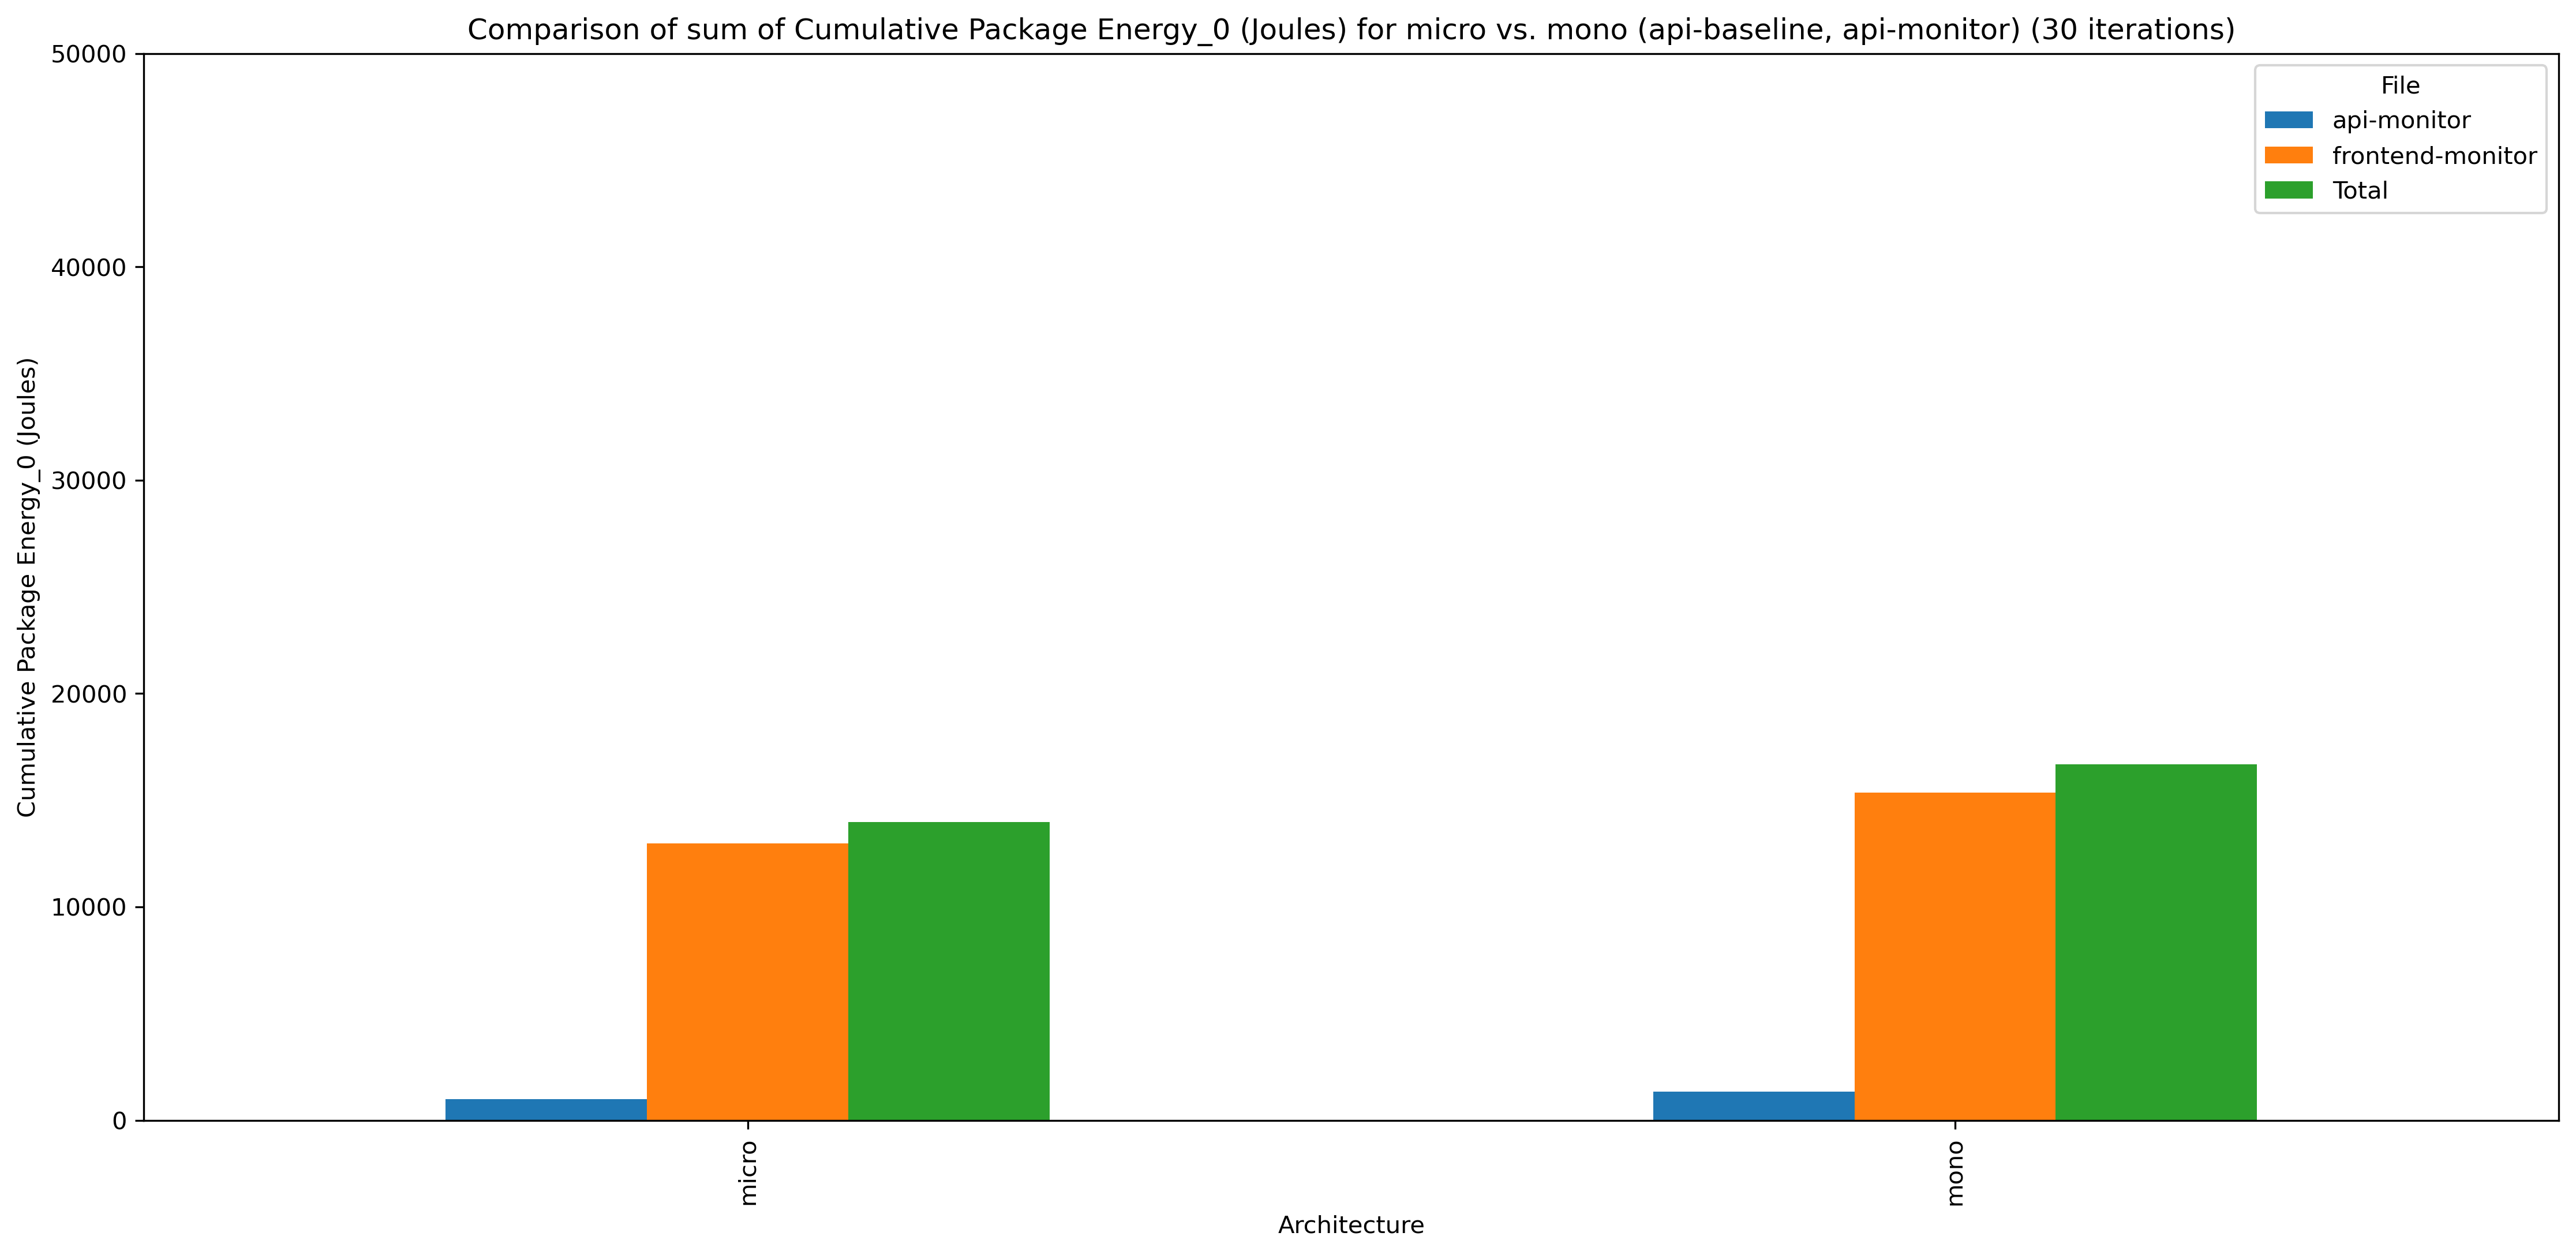 Comparison of sum of Cumulative Package Energy_0 (Joules) for micro vs. mono (api-baseline, api-monitor) (30 iterations)
File
api-monitor
frontend-monitor
Total
Cumulative Package Energy_0 (Joules)
50000
40000
30000
20000
10000
0
micro
mono
Architecture